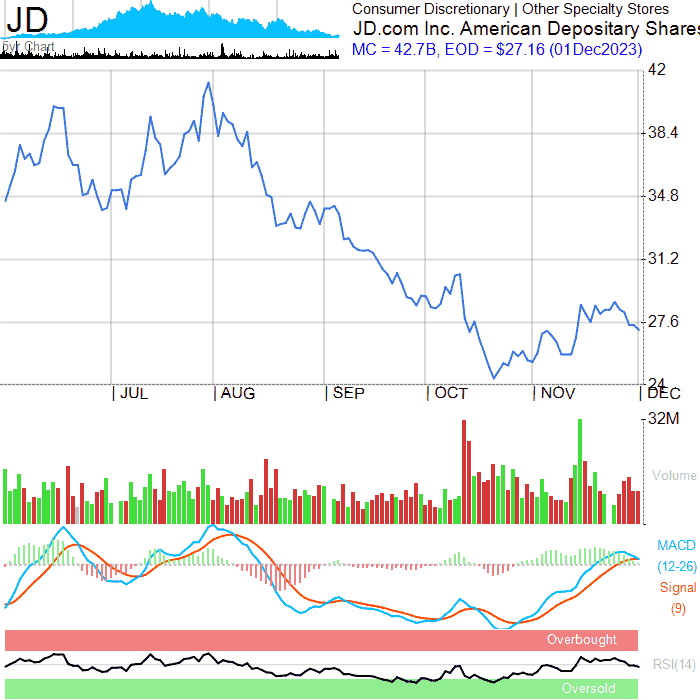 JD
6yr Chart
Consumer Discretionary | Other Specialty Stores
JD.com Inc. American Depositary Shares
MC = 42.7B, EOD = $27.16 (01Dec2023)
42
38.4
34.8
31.2
27.6
24
JUL
AUG
SEP
OCT
NOV
DEC
32M
Volume
MACD
(12-26)
Signal
(9)
Overbought
RSI(14)
Oversold